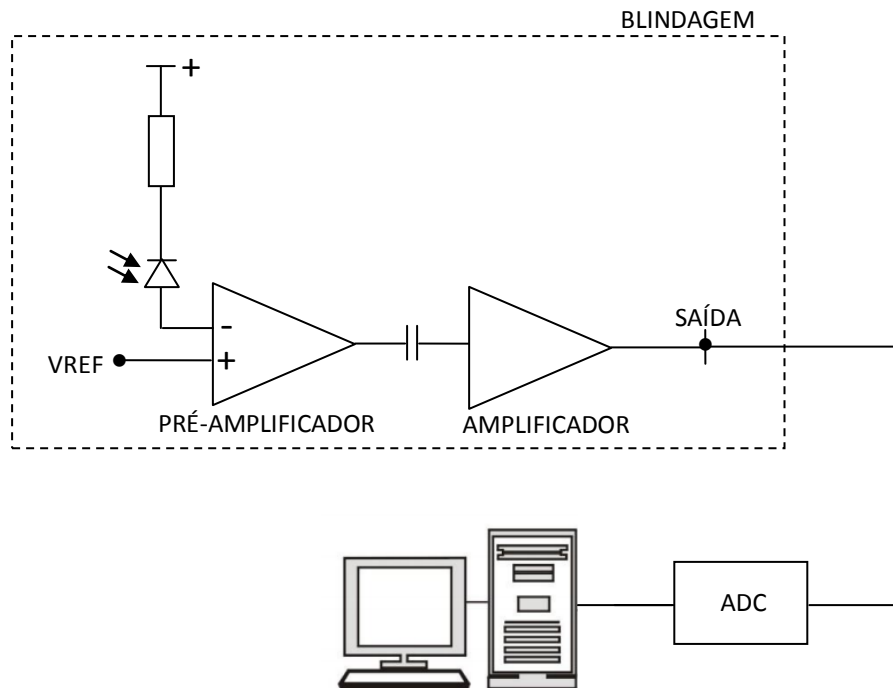 BLINDAGEM
+
-
+
VREF
SAÍDA
PRÉ-AMPLIFICADOR
AMPLIFICADOR
ADC